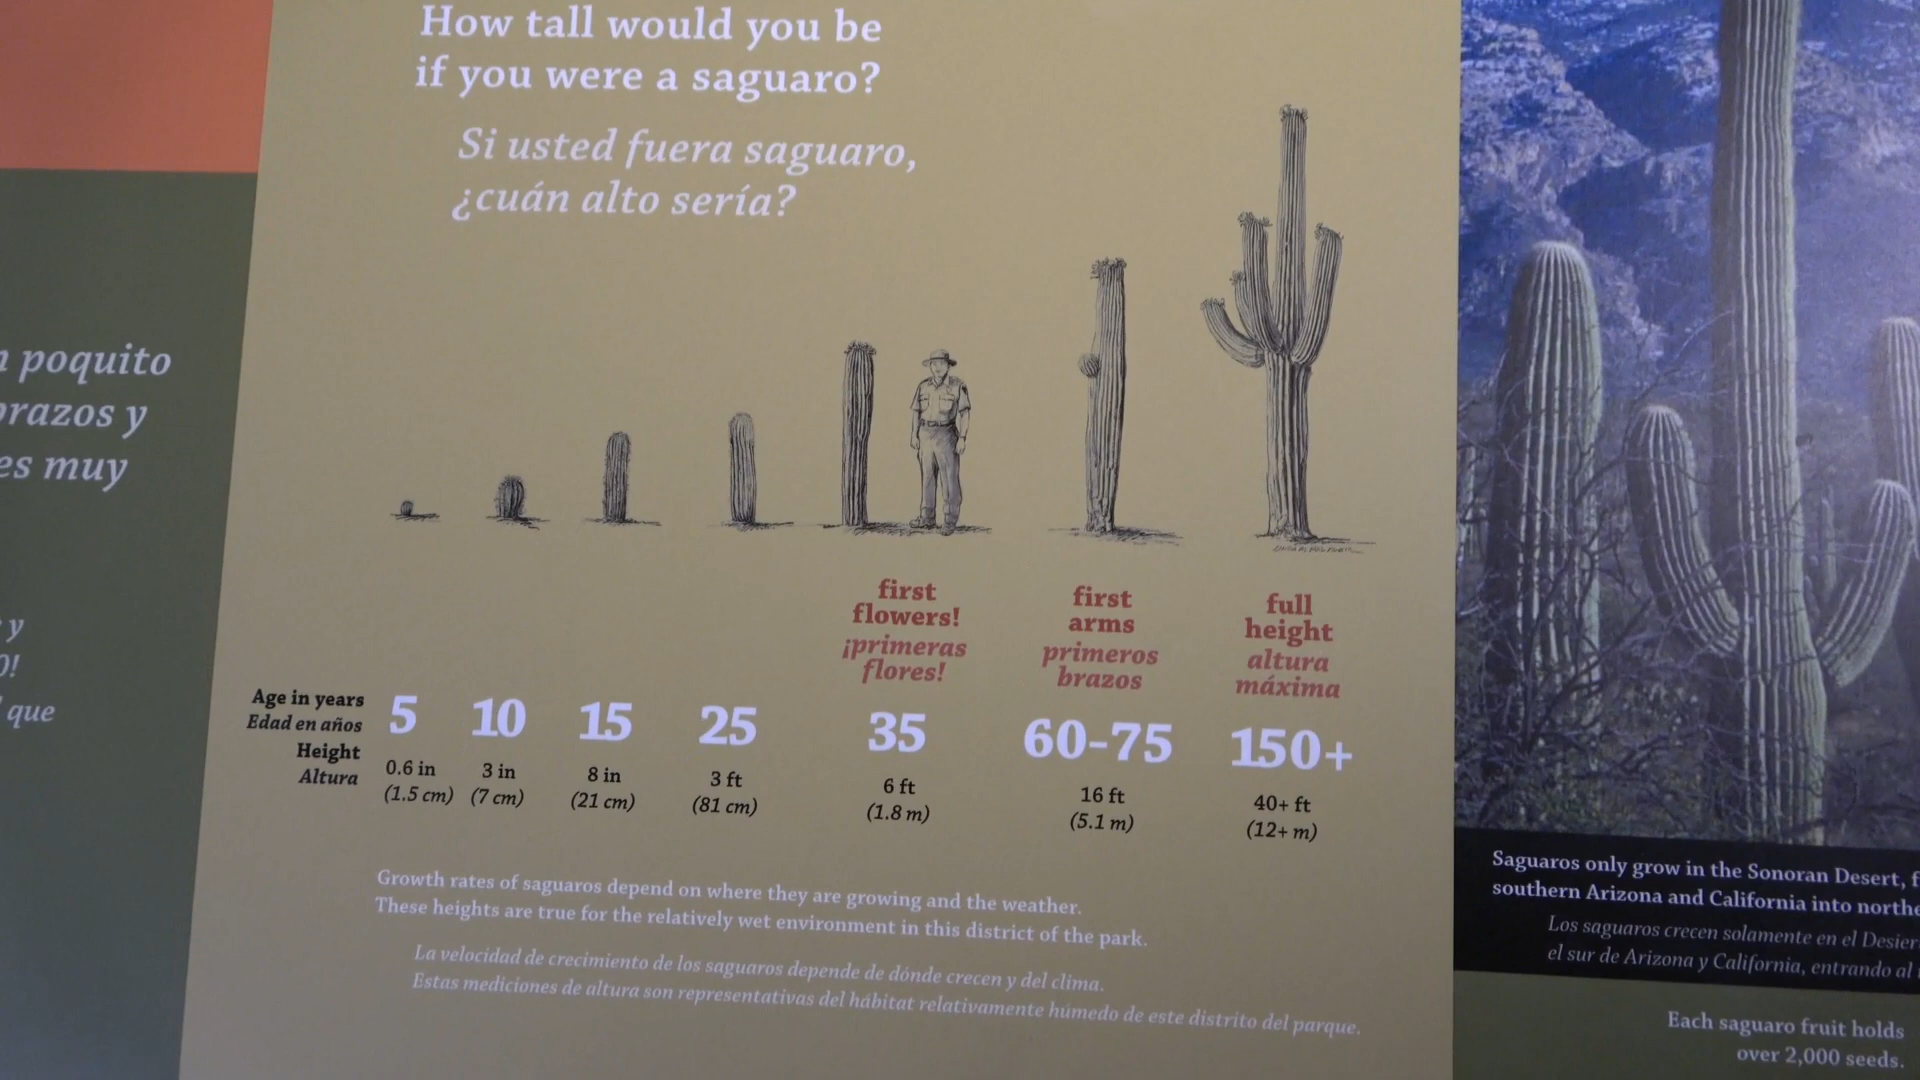 How tall would you be
if you were a saguaro?
Si usted fuera saguaro,
¿cuán alto sería?
poquito
brazos y
es muy
y
que
first
flowers!
¡primeras
flores!
first
arms
primeros
brazos
full
height
altura
máxima
Age in years
Edad en años
5 10 15 25 35 60-75 150+
Height
Altura
0.6 in 3 in 8 in 3 ft 6 ft 16 ft 40+ ft
(1.5 cm) (7 cm) (21 cm) (81 cm) (1.8 m) (5.1 m) (12+ m)
Growth rates of saguaros depend on where they are growing and the weather.
These heights are true for the relatively wet environment in this district of the park.
La velocidad de crecimiento de los saguaros depende de dónde crecen y del clima.
Estas mediciones de altura son representativas del hábitat relativamente húmedo de este distrito del parque.
Saguaros only grow in the Sonoran Desert,
southern Arizona and California into
Los saguaros crecen solamente en el
el sur de Arizona y California, entrando al
Each saguaro fruit holds
over 2,000 seeds.